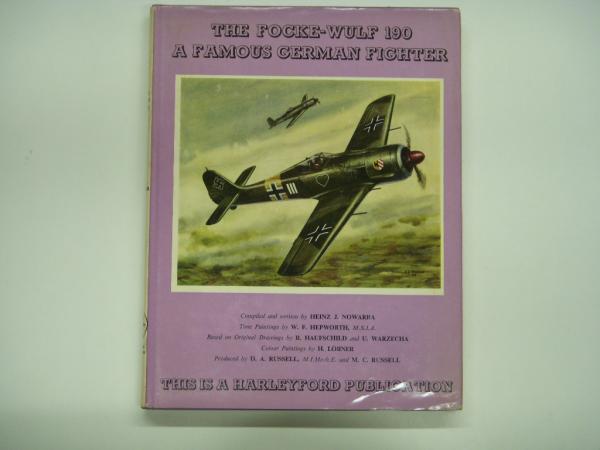 THE FOCKE-WULF 190
A FAMOUS GERMAN FIGHTER
Compiled and written by HEINZ J. NOWARRA
Tone Paintings by W. F. HEPWORTH, M.S.I.A.
Based on Original Drawings by B. HAUFSCHILD and U. WARZECHA
Colour Paintings by H. LÖBNER
Produced by D. A. RUSSELL, M.I.Mech.E. and M. C. RUSSELL
THIS IS A HARLEYFORD PUBLICATION